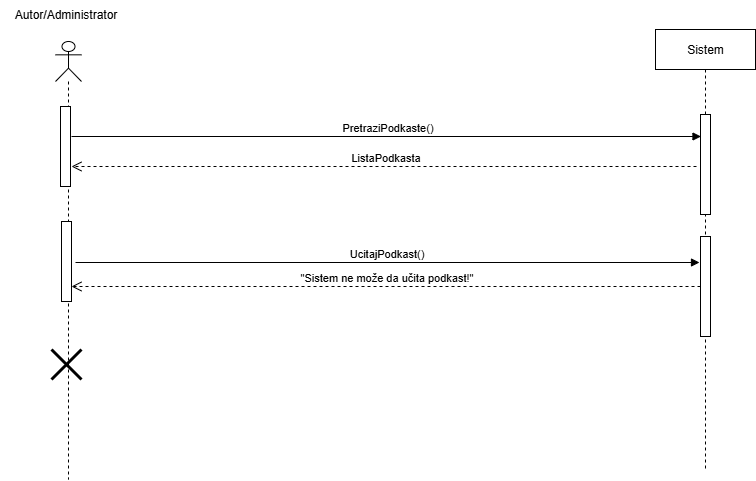 Autor/Administrator
Sistem
PretraziPodkaste()
ListaPodkasta
UcitajPodkast()
"Sistem ne može da učita podkast!"